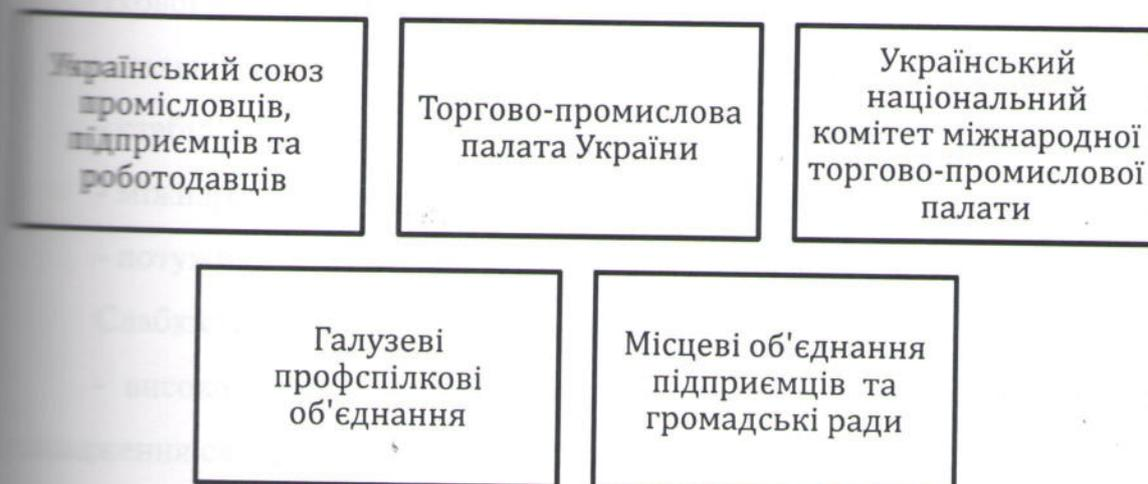 Український союз
промісловців,
підприємців та
роботодавців
Торгово-промислова
палата України
Український
національний
комітет міжнародної
торгово-промислової
палати
Галузеві
профспілкові
об'єднання
Місцеві об'єднання
підприємців та
громадські ради